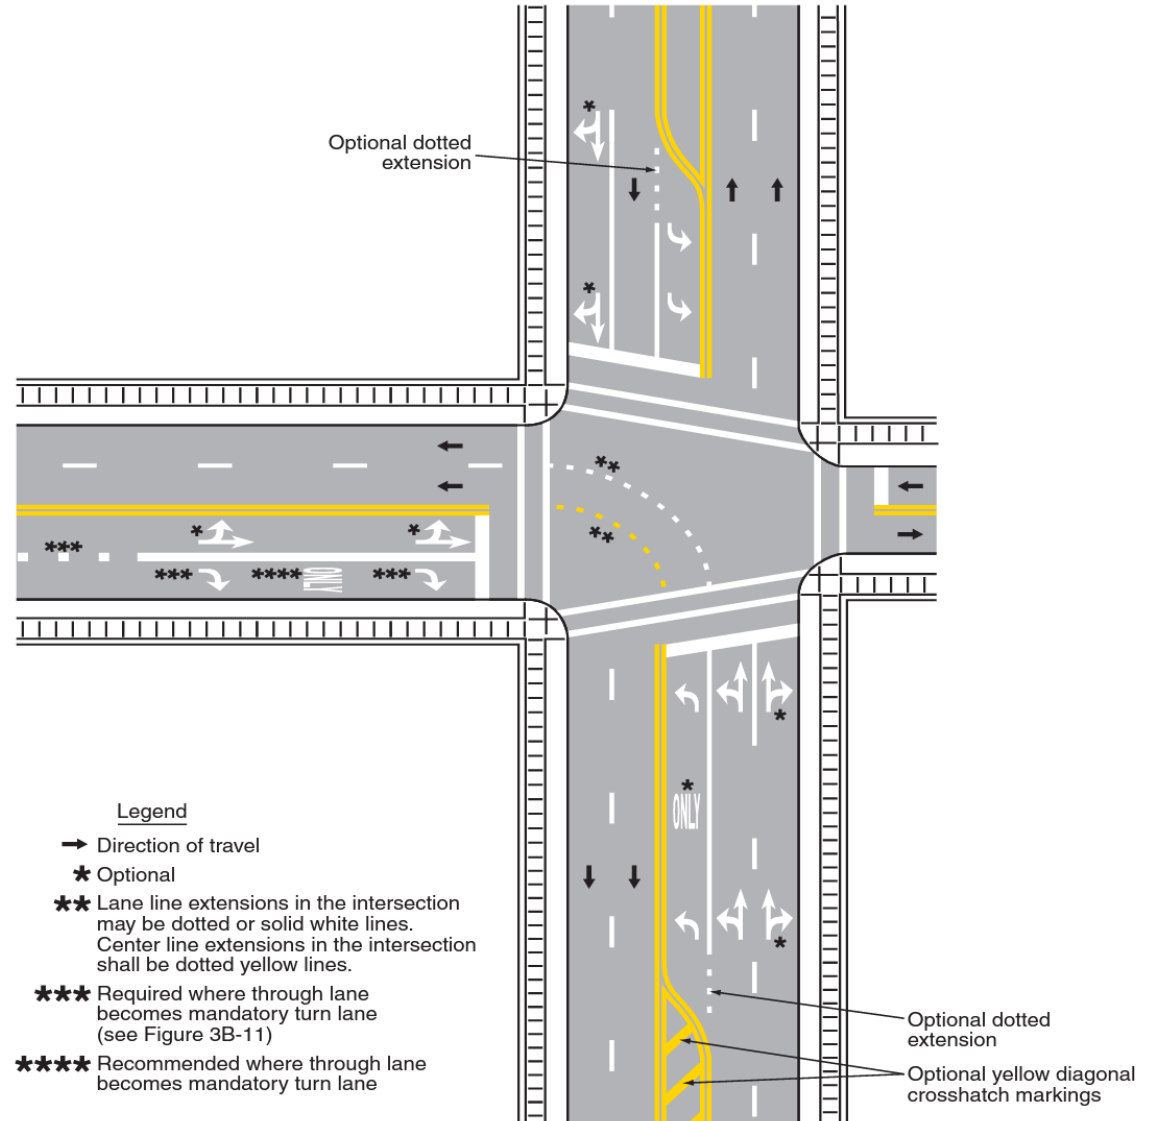 *
Optional dotted
extension
*
**
*
*
***
**
***
****
ONLY
***
*
*
ONLY
Legend
Direction of travel
* Optional
** Lane line extensions in the intersection
may be dotted or solid white lines.
Center line extensions in the intersection
shall be dotted yellow lines.
*** Required where through lane
becomes mandatory turn lane
(see Figure 3B-11)
**** Recommended where through lane
becomes mandatory turn lane
*
Optional dotted
extension
Optional yellow diagonal
crosshatch markings